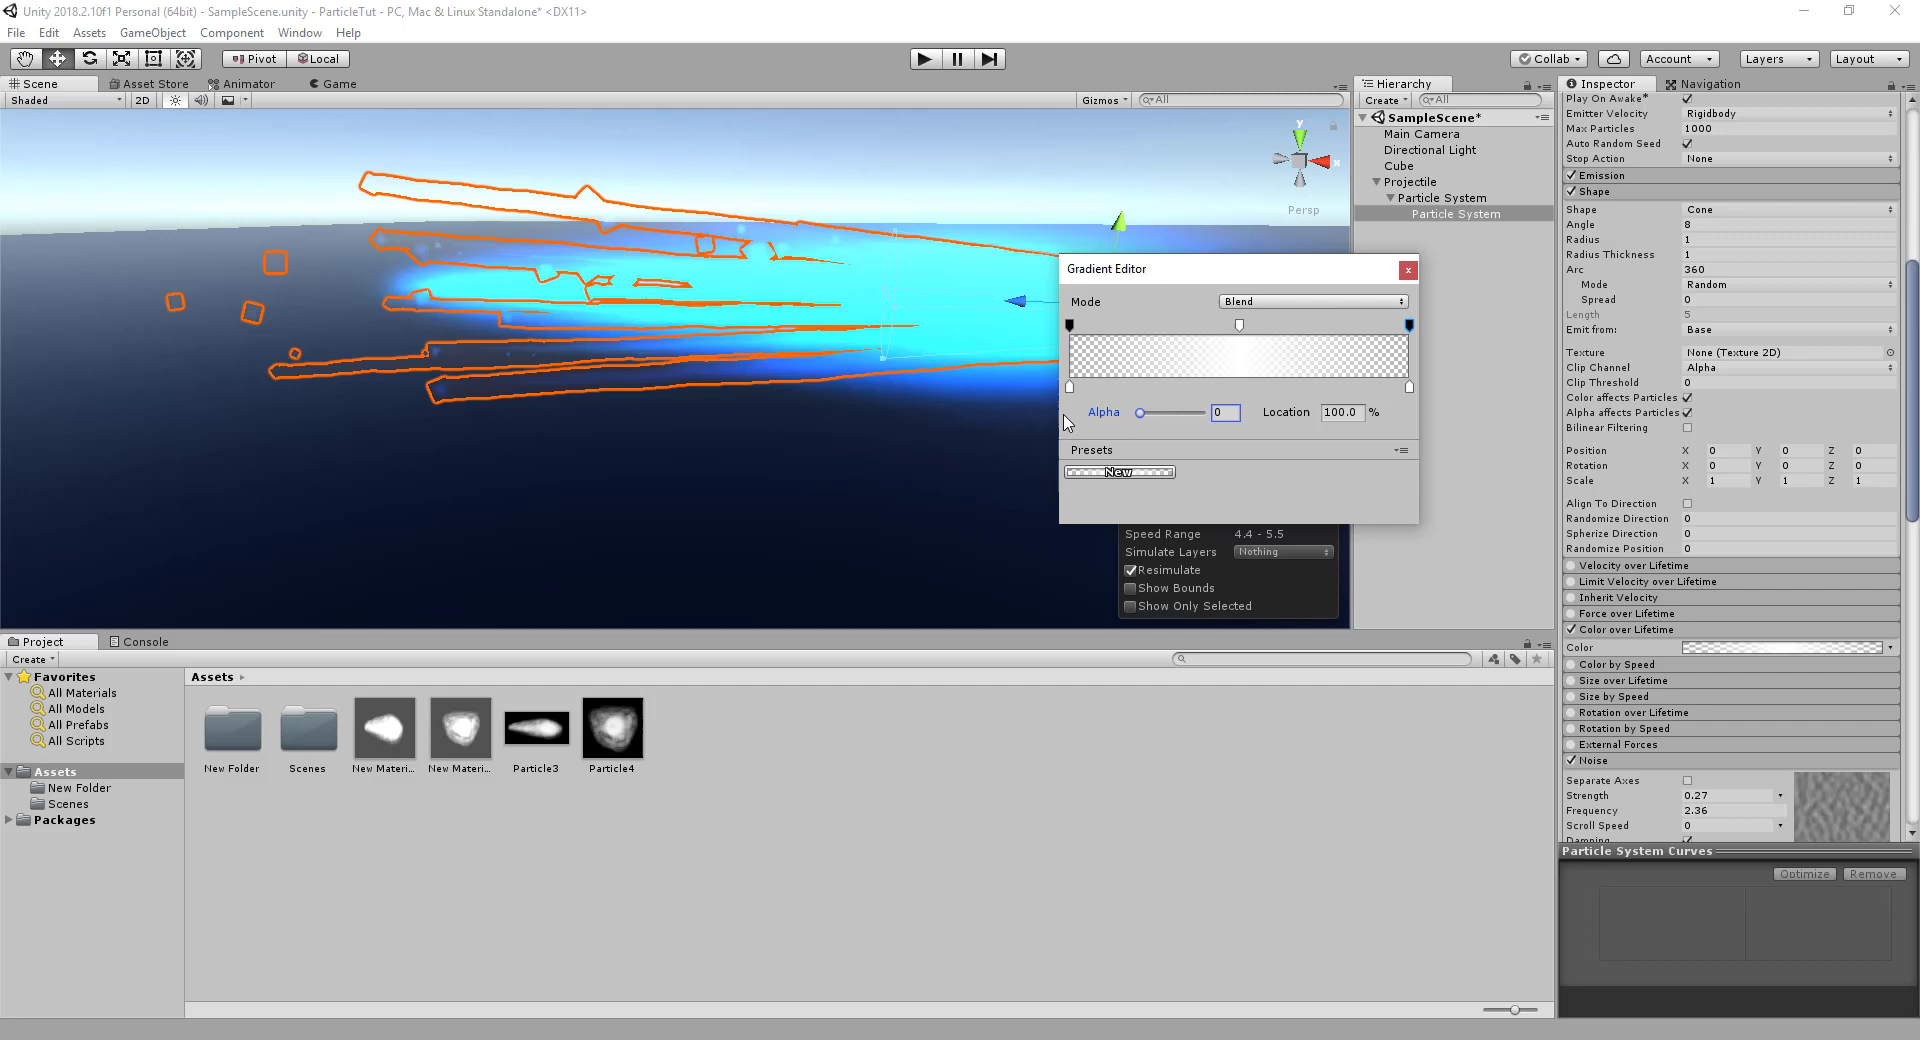 Unity 2018.2.10f1 Personal (64bit) - SampleScene.unity - ParticleTut - PC, Mac & Linux Standalone* <DX11>
File Edit Assets GameObject Component Window Help
Pivot Local Collab Account Layers Layout
Scene Asset Store Animator Game
Shaded 2D Gizmos All
y
x
Persp
Hierarchy
Create All
SampleScene*
Main Camera
Directional Light
Cube
Projectile
Particle System
Particle System
Gradient Editor
Mode Blend
Alpha 0 Location 100.0 %
Presets
New
Speed Range 4.4 - 5.5
Simulate Layers Nothing
Resimulate
Show Bounds
Show Only Selected
Inspector Navigation
Play On Awake*
Emitter Velocity Rigidbody
Max Particles 1000
Auto Random Seed
Stop Action None
Emission
Shape
Shape Cone
Angle 8
Radius 1
Radius Thickness 1
Arc 360
Mode Random
Spread 0
Length 5
Emit from: Base
Texture None (Texture 2D)
Clip Channel Alpha
Clip Threshold 0
Color affects Particles
Alpha affects Particles
Bilinear Filtering
Position X 0 Y 0 Z 0
Rotation X 0 Y 0 Z 0
Scale X 1 Y 1 Z 1
Align To Direction
Randomize Direction 0
Spherize Direction 0
Randomize Position 0
Velocity over Lifetime
Limit Velocity over Lifetime
Inherit Velocity
Force over Lifetime
Color over Lifetime
Color
Color by Speed
Size over Lifetime
Size by Speed
Rotation over Lifetime
Rotation by Speed
External Forces
Noise
Separate Axes
Strength 0.27
Frequency 2.36
Scroll Speed 0
Damping
Particle System Curves
Optimize Remove
Project Console
Create
Favorites
All Materials
All Models
All Prefabs
All Scripts
Assets
New Folder
Scenes
Packages
Assets
New Folder Scenes New Materi... New Materi... Particle3 Particle4